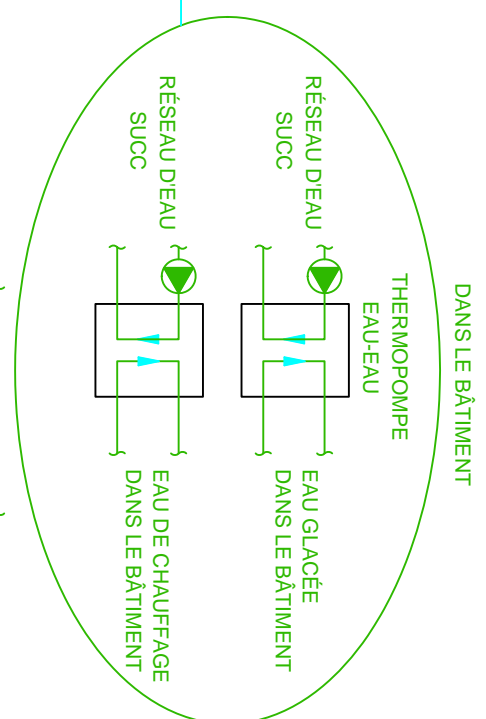 DANS LE BÂTIMENT
THERMOPOMPE
EAU-EAU
RÉSEAU D'EAU
SUCC
EAU GLACÉE
DANS LE BÂTIMENT
RÉSEAU D'EAU
SUCC
EAU DE CHAUFFAGE
DANS LE BÂTIMENT